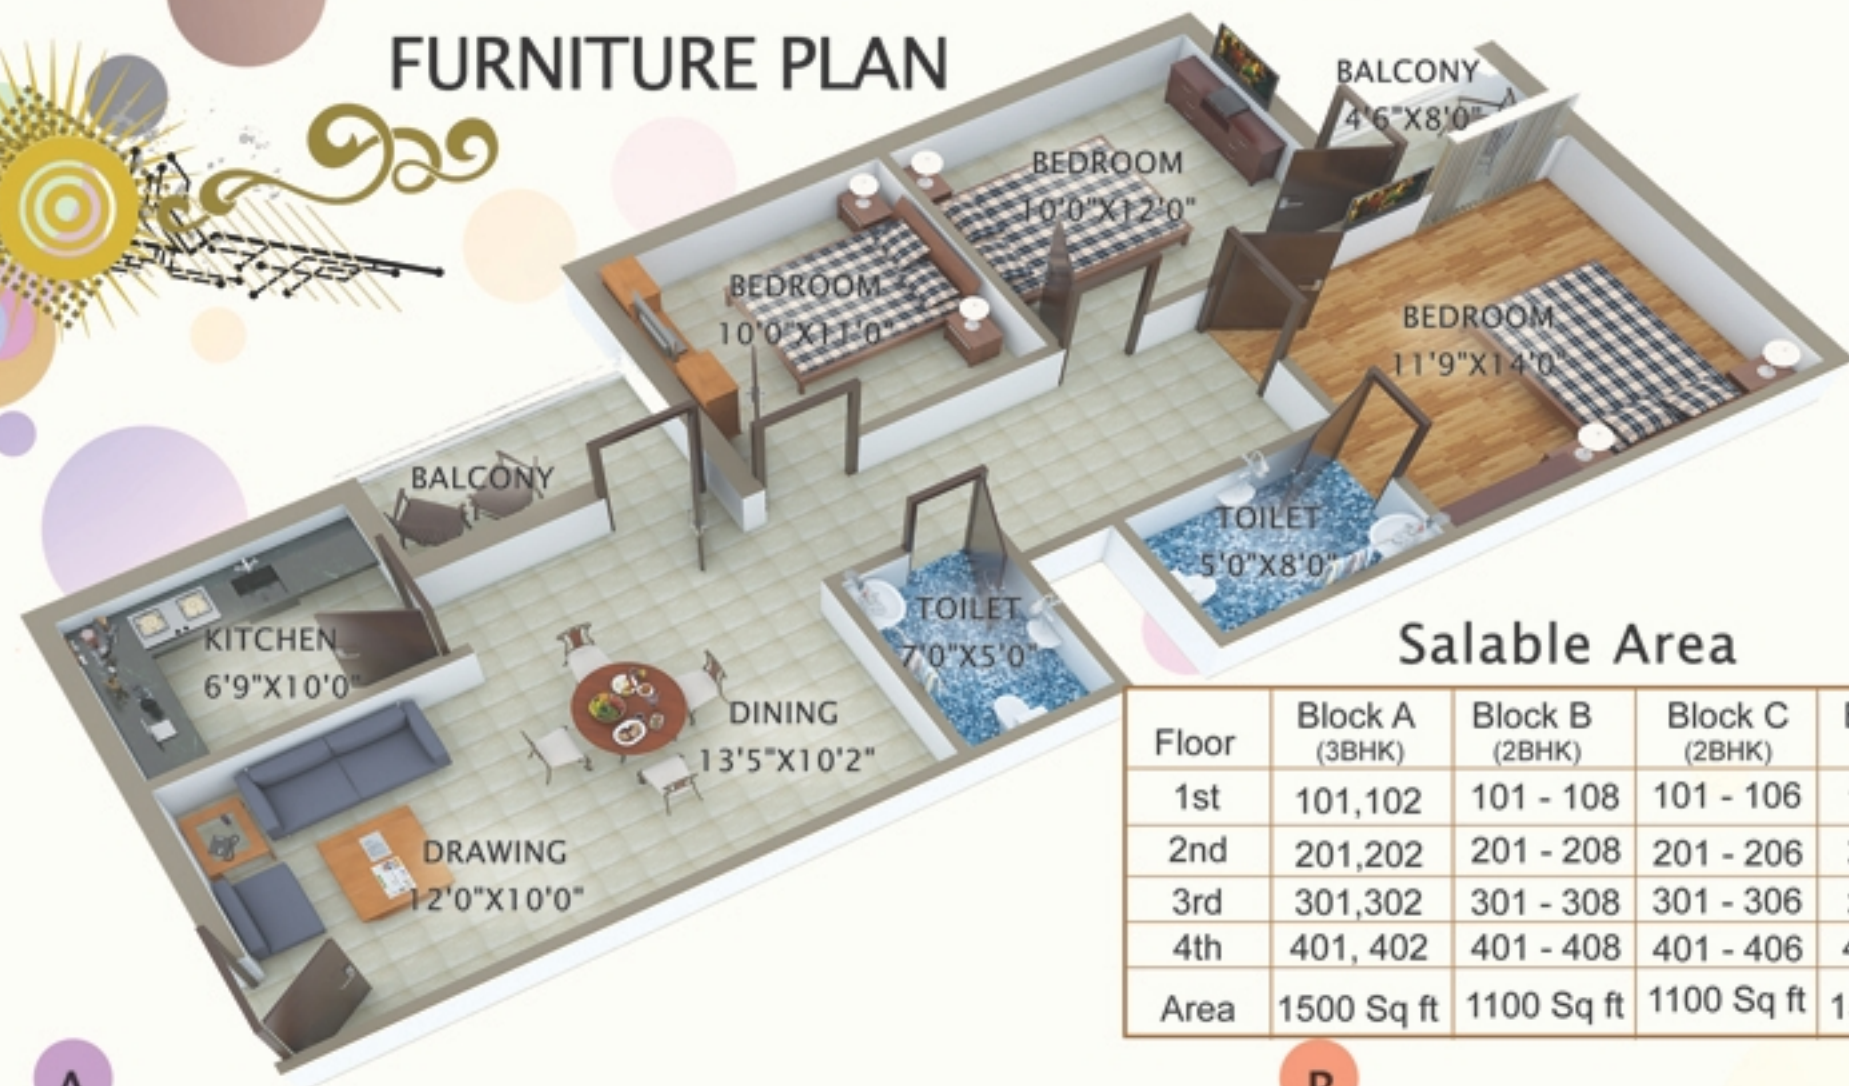 FURNITURE PLAN
BALCONY
4'6"X8'0"
BEDROOM
10'0"X12'0"
BEDROOM
10'0"X11'0"
BEDROOM
11'9"X14'0"
BALCONY
TOILET
5'0"X8'0"
TOILET
7'0"X5'0"
KITCHEN
6'9"X10'0"
DINING
13'5"X10'2"
DRAWING
12'0"X10'0"
Salable Area
Floor Block A (3BHK) Block B (2BHK) Block C (2BHK)
1st 101,102 101 - 108 101 - 106
2nd 201,202 201 - 208 201 - 206
3rd 301,302 301 - 308 301 - 306
4th 401, 402 401 - 408 401 - 406
Area 1500 Sq ft 1100 Sq ft 1100 Sq ft